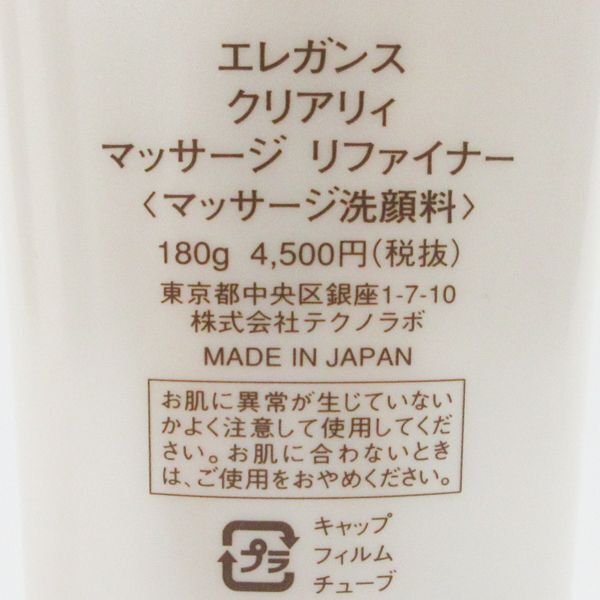 エレガンス
クリアリィ
マッサージ リファイナー
〈マッサージ洗顔料〉
180g 4,500円(税抜)
東京都中央区銀座1-7-10
株式会社テクノラボ
MADE IN JAPAN
お肌に異常が生じていない
かよく注意して使用してくだ
さい。お肌に合わないとき
は、ご使用をおやめください。
プラ
キャップ
フィルム
チューブ